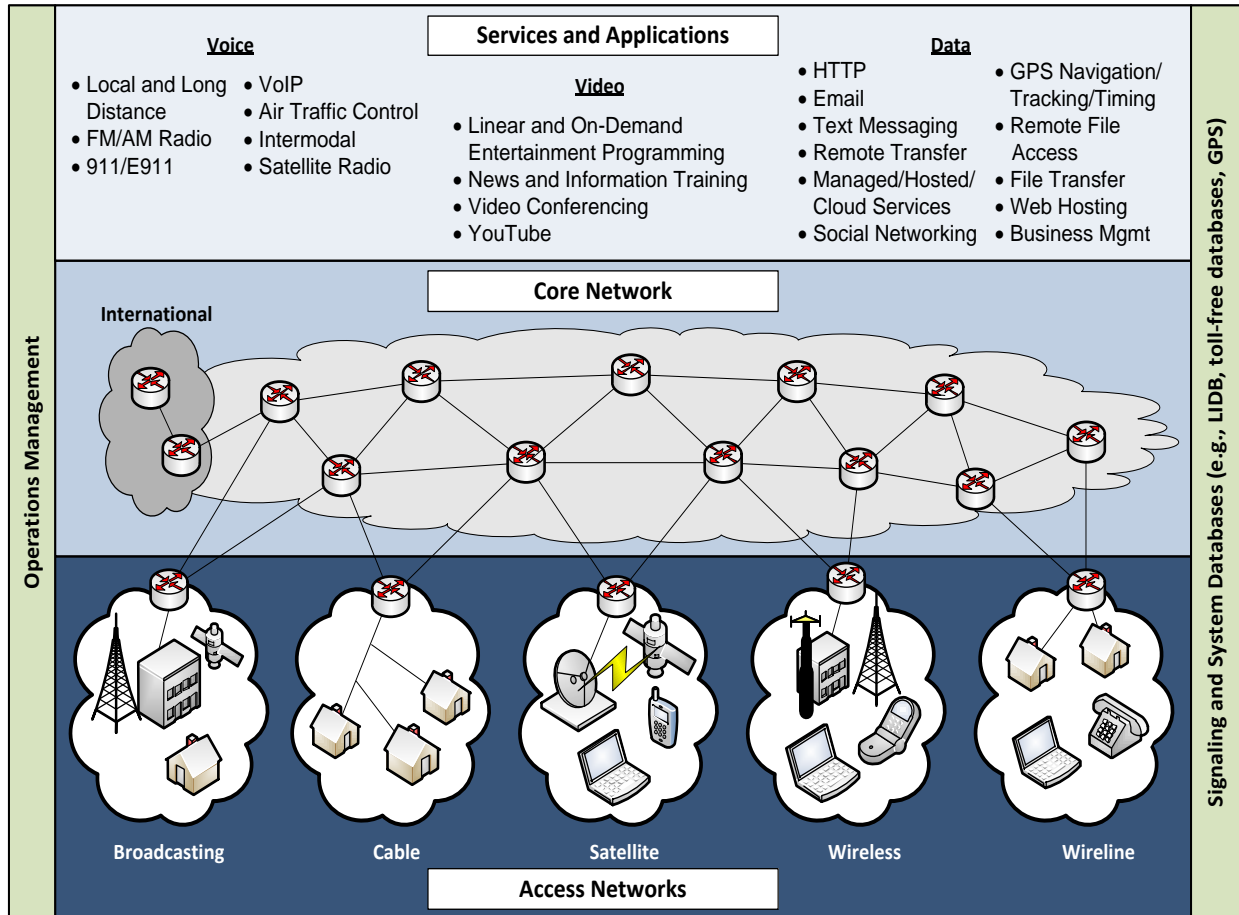 Operations Management
Services and Applications
Voice
• Local and Long
Distance
• FM/AM Radio
• 911/E911
• VoIP
• Air Traffic Control
• Intermodal
• Satellite Radio
Video
• Linear and On-Demand
Entertainment Programming
• News and Information Training
• Video Conferencing
• YouTube
Data
• HTTP
• Email
• Text Messaging
• Remote Transfer
• Managed/Hosted/
Cloud Services
• Social Networking
• GPS Navigation/
Tracking/Timing
• Remote File
Access
• File Transfer
• Web Hosting
• Business Mgmt
Core Network
International
Broadcasting
Cable
Satellite
Wireless
Wireline
Access Networks
Signaling and System Databases (e.g., LIDB, toll-free databases, GPS)